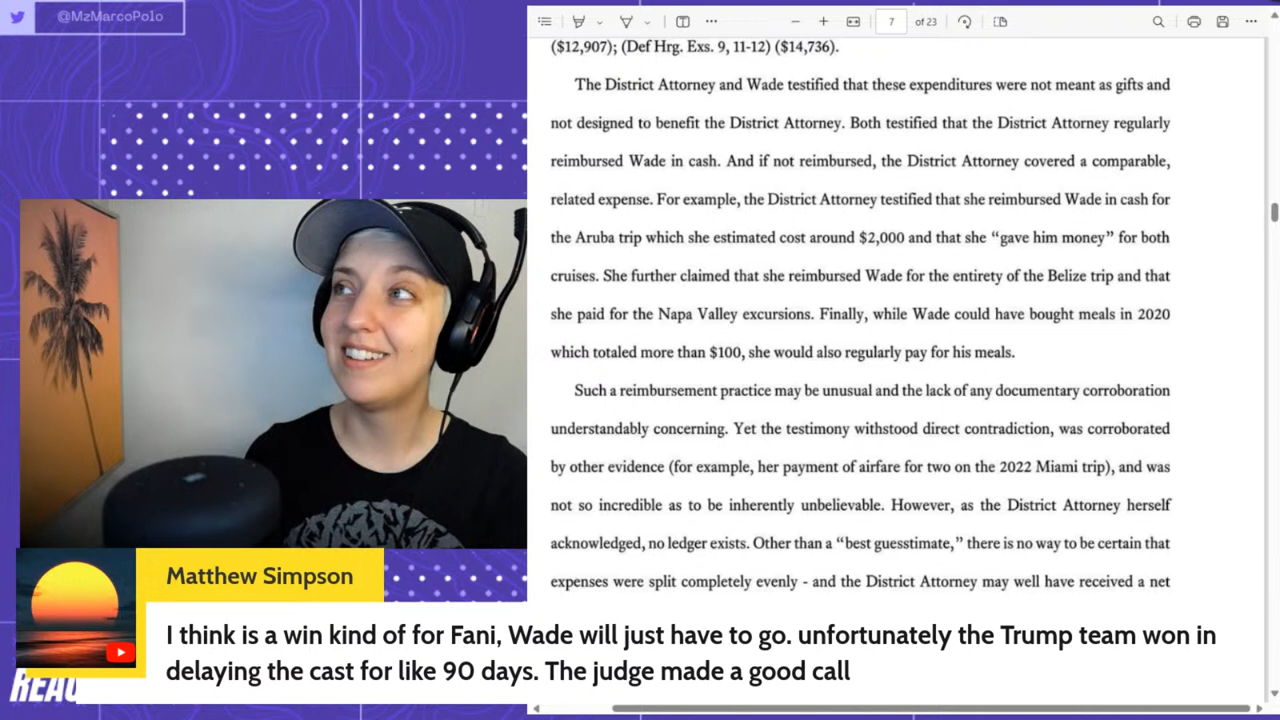 @MzMarcoPolo
7 of 23
($12,907); (Def Hrg. Exs. 9, 11-12) ($14,736).
The District Attorney and Wade testified that these expenditures were not meant as gifts and
not designed to benefit the District Attorney. Both testified that the District Attorney regularly
reimbursed Wade in cash. And if not reimbursed, the District Attorney covered a comparable,
related expense. For example, the District Attorney testified that she reimbursed Wade in cash for
the Aruba trip which she estimated cost around $2,000 and that she “gave him money” for both
cruises. She further claimed that she reimbursed Wade for the entirety of the Belize trip and that
she paid for the Napa Valley excursions. Finally, while Wade could have bought meals in 2020
which totaled more than $100, she would also regularly pay for his meals.
Such a reimbursement practice may be unusual and the lack of any documentary corroboration
understandably concerning. Yet the testimony withstood direct contradiction, was corroborated
by other evidence (for example, her payment of airfare for two on the 2022 Miami trip), and was
not so incredible as to be inherently unbelievable. However, as the District Attorney herself
acknowledged, no ledger exists. Other than a “best guesstimate,” there is no way to be certain that
expenses were split completely evenly - and the District Attorney may well have received a net
Matthew Simpson
I think is a win kind of for Fani, Wade will just have to go. unfortunately the Trump team won in
delaying the cast for like 90 days. The judge made a good call